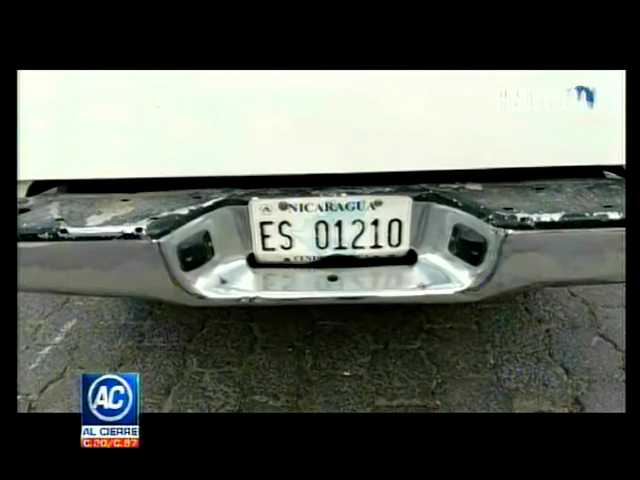 NICARAGUA
ES 01210
AC
AL CIERRE
C.20/C.87